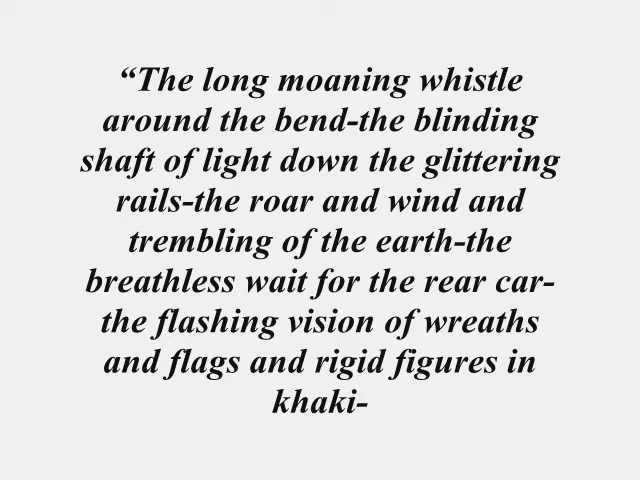 “The long moaning whistle
around the bend-the blinding
shaft of light down the glittering
rails-the roar and wind and
trembling of the earth-the
breathless wait for the rear car-
the flashing vision of wreaths
and flags and rigid figures in
khaki-